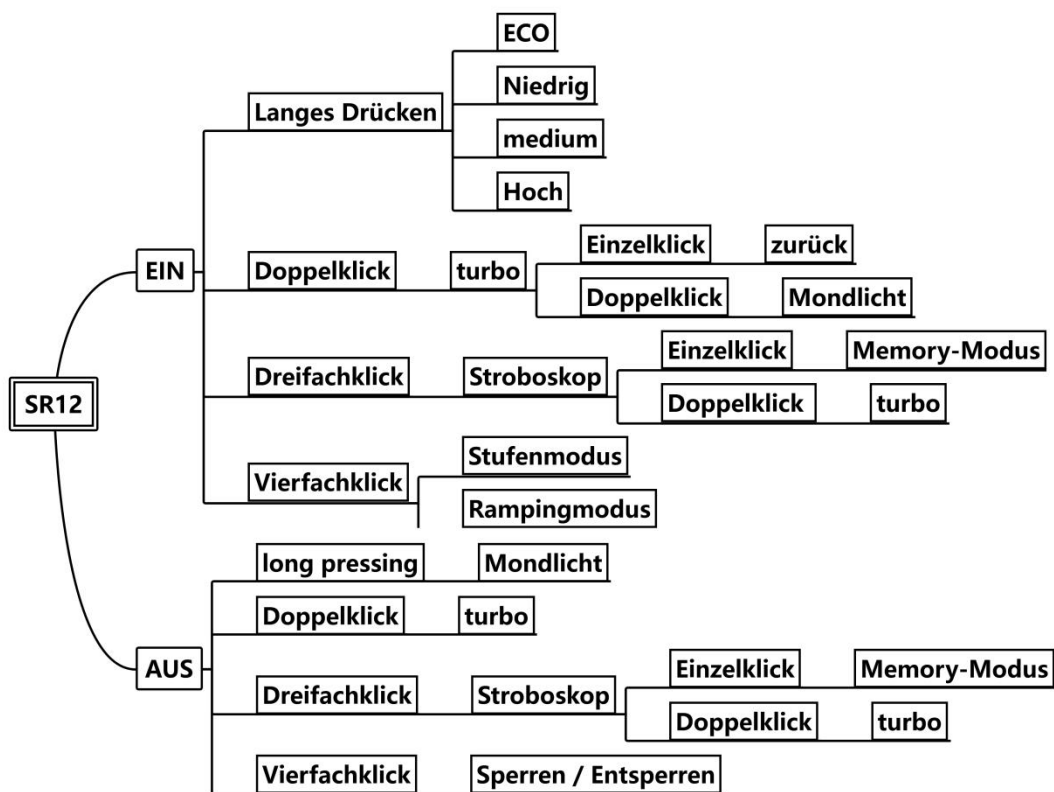 ECO
Niedrig
Langes Drücken
medium
Hoch
Einzelklick zurück
EIN
Doppelklick turbo
Doppelklick Mondlicht
Einzelklick Memory-Modus
Dreifachklick Stroboskop
SR12
Doppelklick turbo
Stufenmodus
Vierfachklick
Rampingmodus
long pressing Mondlicht
Doppelklick turbo
AUS
Einzelklick Memory-Modus
Dreifachklick Stroboskop
Doppelklick turbo
Vierfachklick Sperren / Entsperren